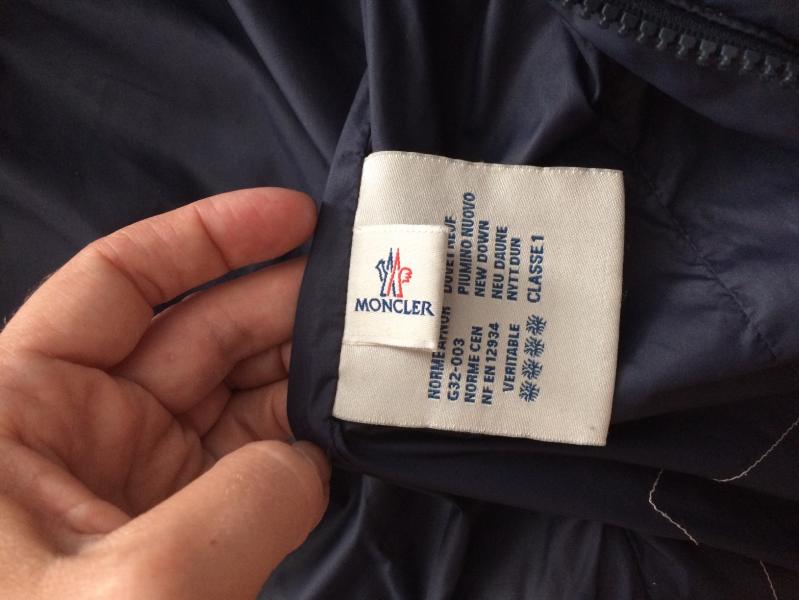 MONCLER
NORME AFNOR DUVET NEUF
G32-003 PIUMINO NUOVO
NORME CEN NEW DOWN
NF EN 12934 NEU DAUNE
VERITABLE NYTT DUN
CLASSE 1